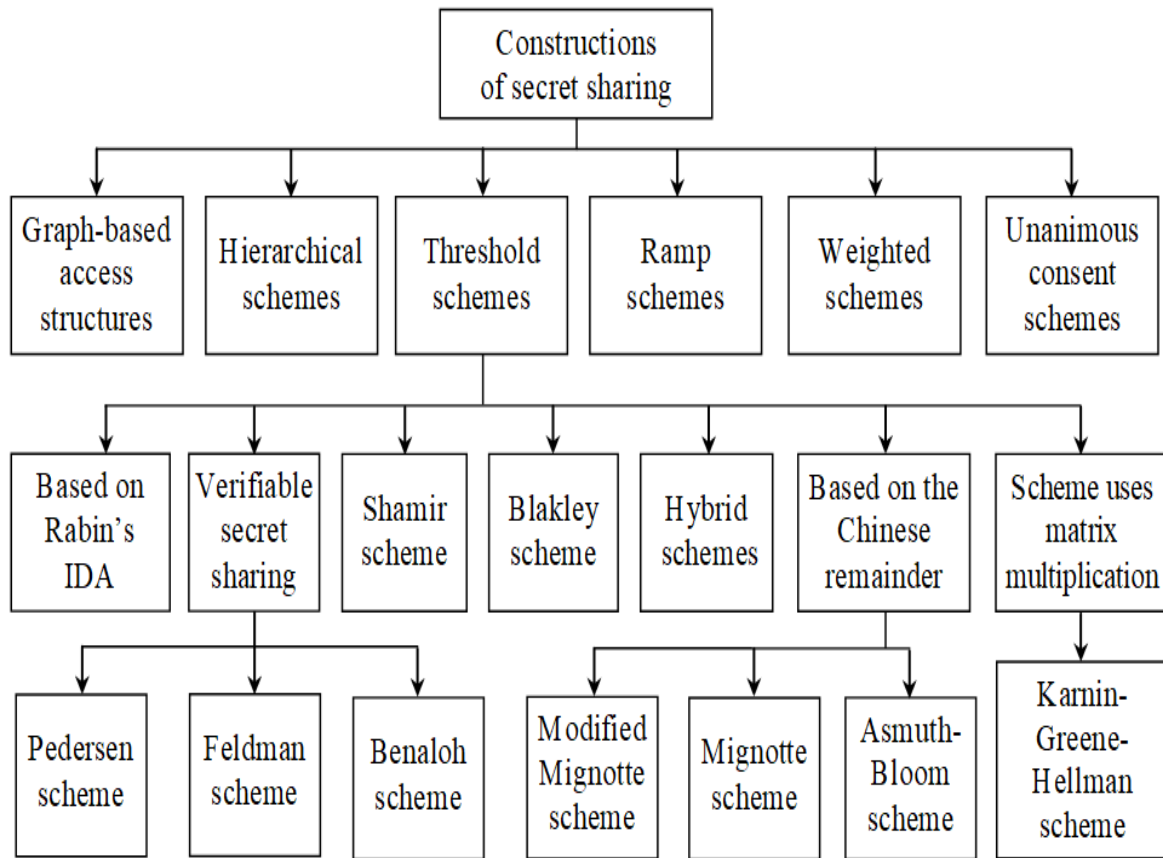 Constructions
of secret sharing
Graph-based
access
structures
Hierarchical
schemes
Threshold
schemes
Ramp
schemes
Weighted
schemes
Unanimous
consent
schemes
Based on
Rabin’s
IDA
Verifiable
secret
sharing
Shamir
scheme
Blakley
scheme
Hybrid
schemes
Based on the
Chinese
remainder
Scheme uses
matrix
multiplication
Pedersen
scheme
Feldman
scheme
Benaloh
scheme
Modified
Mignotte
scheme
Mignotte
scheme
Asmuth-
Bloom
scheme
Karnin-
Greene-
Hellman
scheme